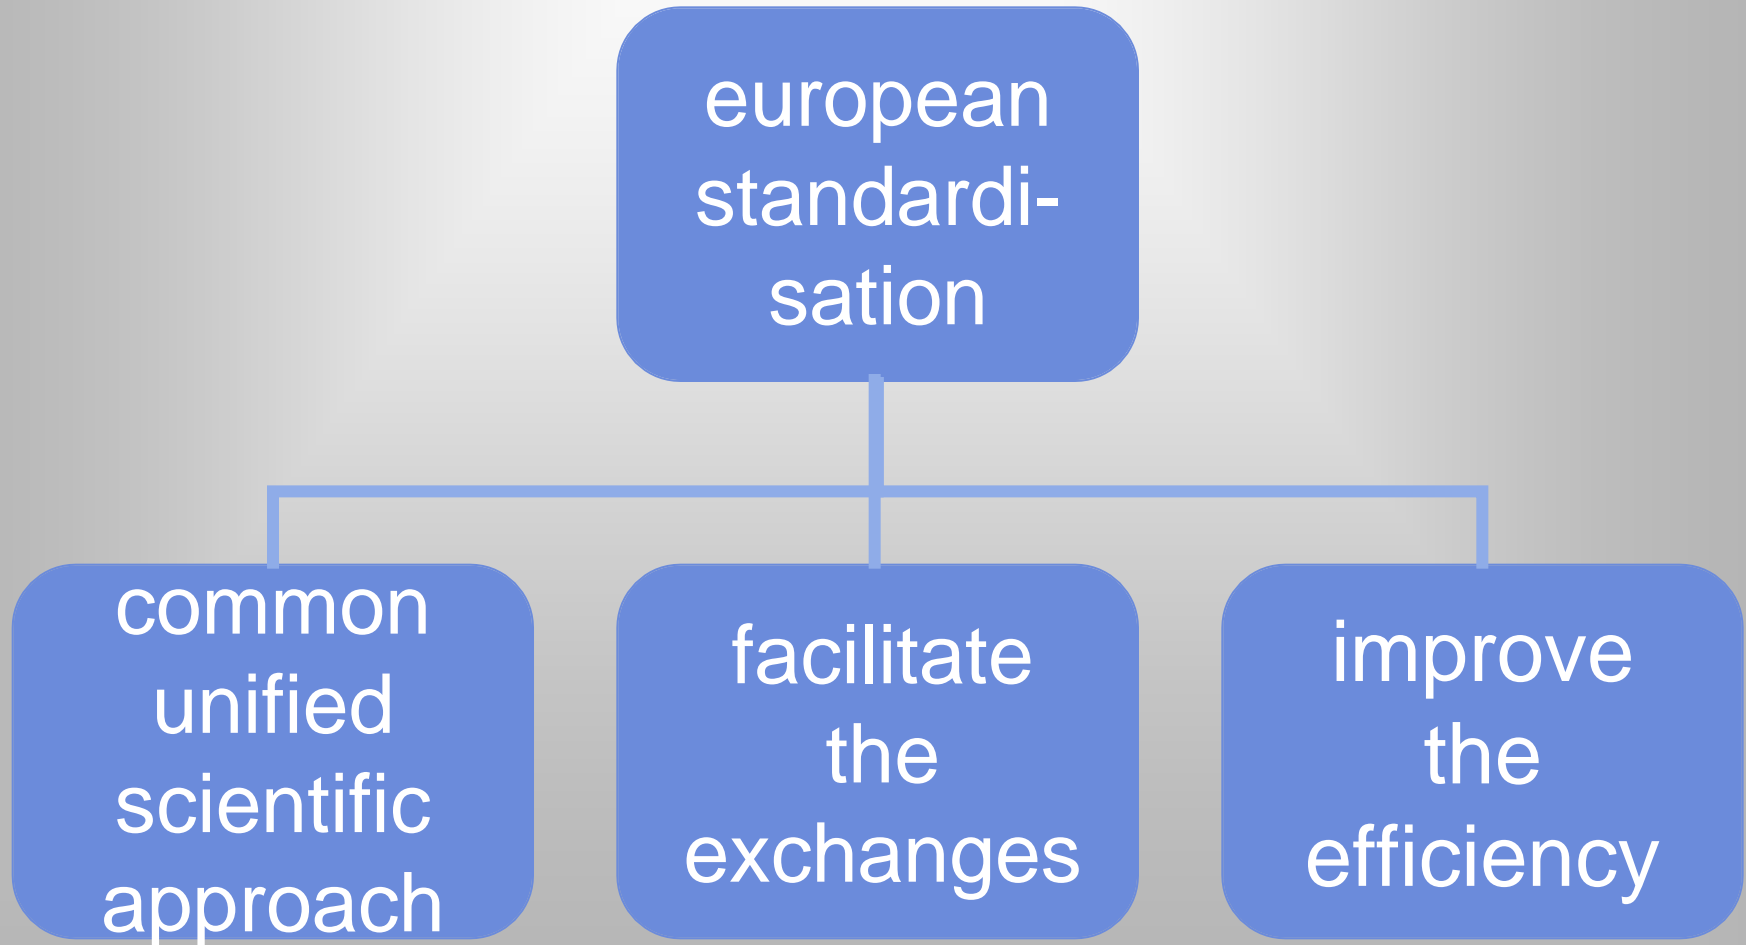 european
standardi-
sation
common
unified
scientific
approach
facilitate
the
exchanges
improve
the
efficiency